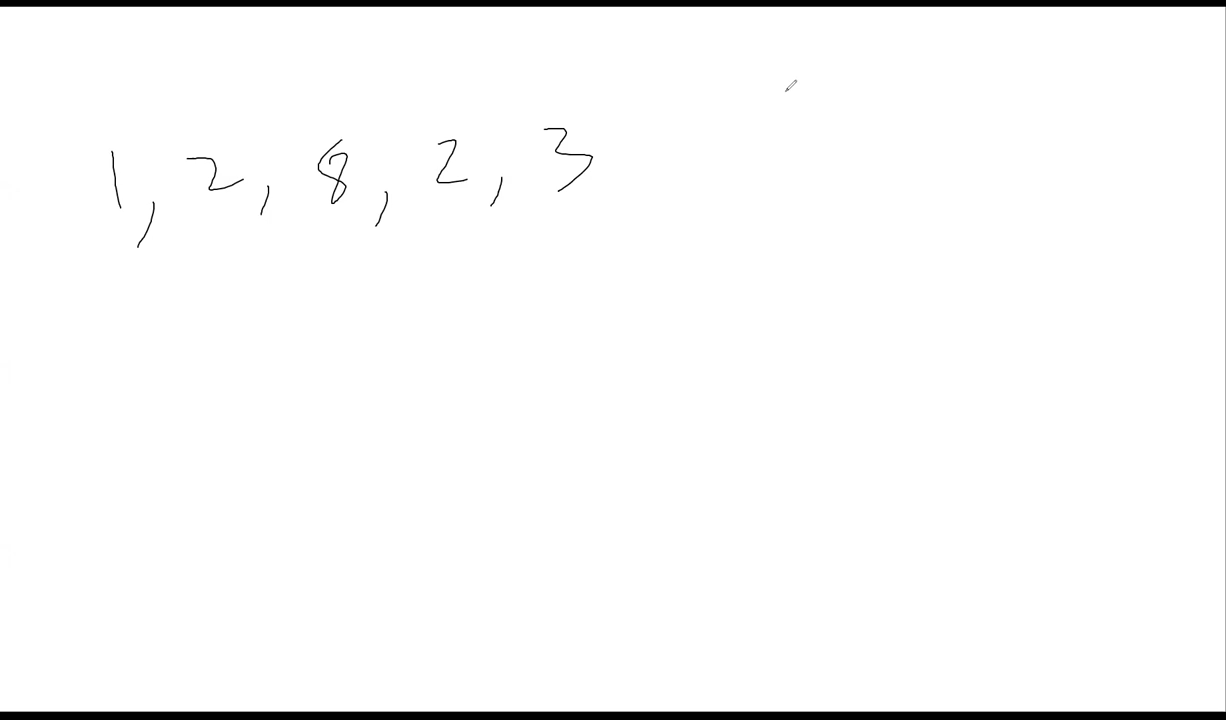 1, 2, 8, 2, 3